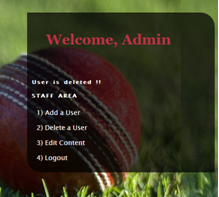 Welcome, Admin
User is deleted !!
STAFF AREA
1) Add a User
2) Delete a User
3) Edit Content
4) Logout